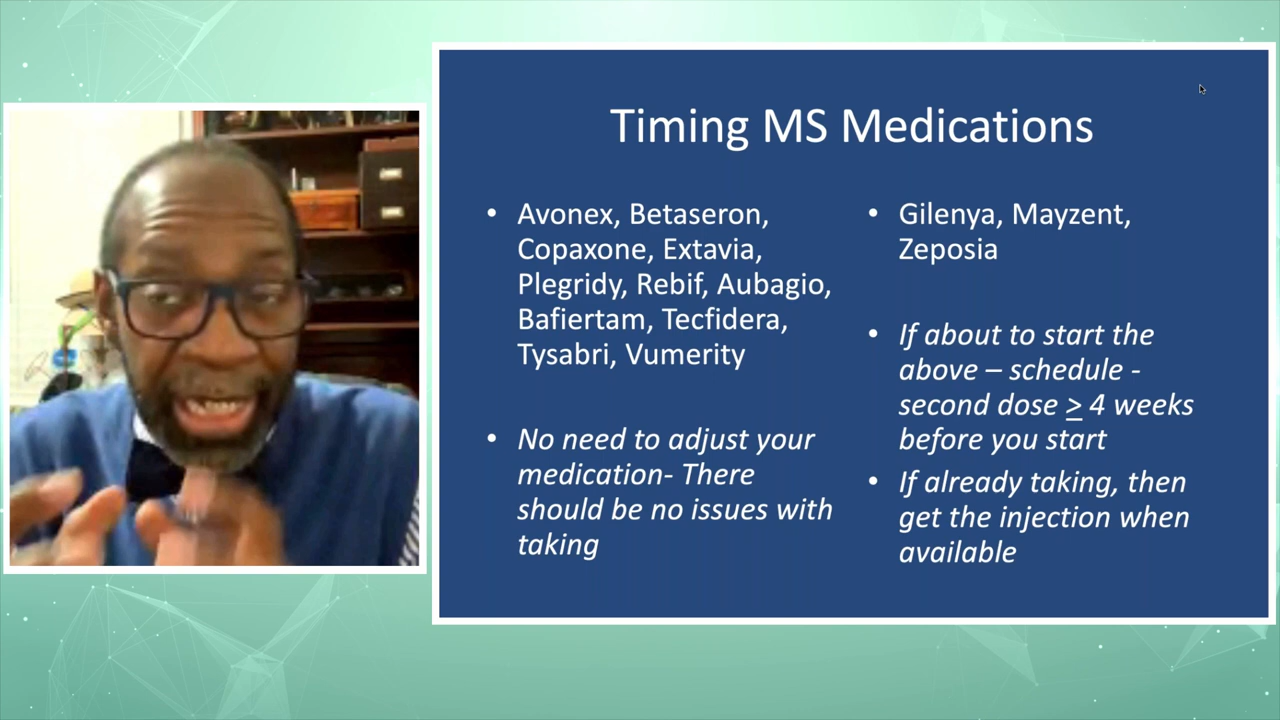 Timing MS Medications
• Avonex, Betaseron,
Copaxone, Extavia,
Plegridy, Rebif, Aubagio,
Bafiertam, Tecfidera,
Tysabri, Vumerity
• No need to adjust your
medication- There
should be no issues with
taking
• Gilenya, Mayzent,
Zeposia
• If about to start the
above – schedule -
second dose ≥ 4 weeks
before you start
• If already taking, then
get the injection when
available